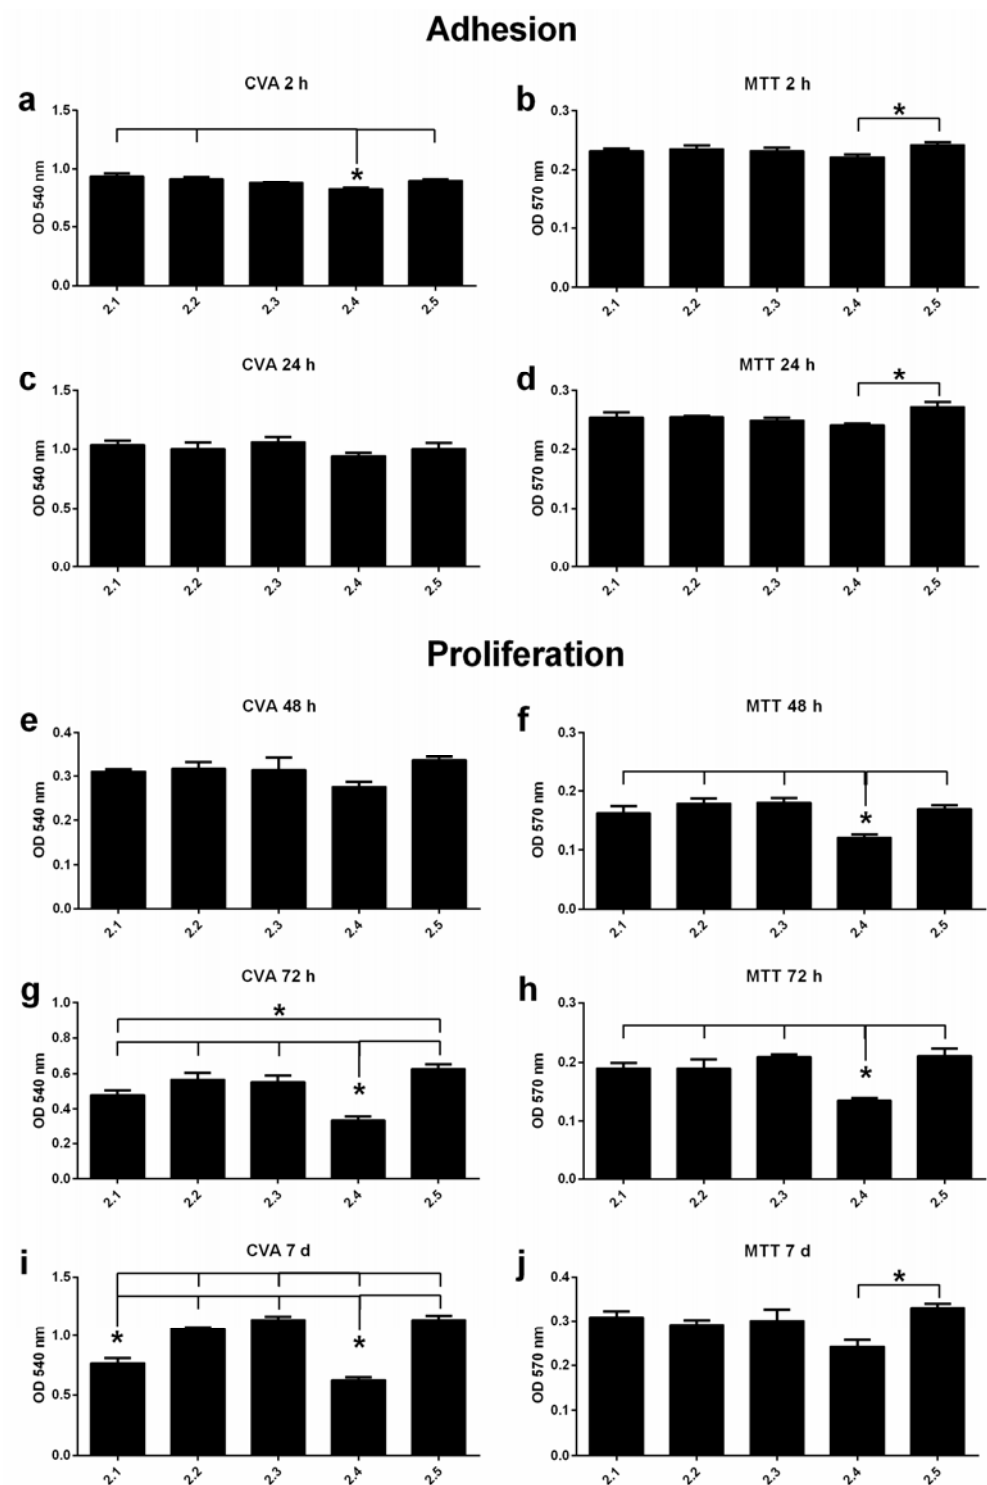 Adhesion
a
CVA 2 h
OD 540 nm
1.5
1.0
0.5
0.0
*
2.1 2.2 2.3 2.4 2.5
b
MTT 2 h
OD 570 nm
0.3
0.2
0.1
0.0
*
2.1 2.2 2.3 2.4 2.5
c
CVA 24 h
OD 540 nm
1.5
1.0
0.5
0.0
2.1 2.2 2.3 2.4 2.5
d
MTT 24 h
OD 570 nm
0.3
0.2
0.1
0.0
*
2.1 2.2 2.3 2.4 2.5
Proliferation
e
CVA 48 h
OD 540 nm
0.4
0.3
0.2
0.1
0.0
2.1 2.2 2.3 2.4 2.5
f
MTT 48 h
OD 570 nm
0.3
0.2
0.1
0.0
*
2.1 2.2 2.3 2.4 2.5
g
CVA 72 h
OD 540 nm
1.0
0.8
0.6
0.4
0.2
0.0
*
*
2.1 2.2 2.3 2.4 2.5
h
MTT 72 h
OD 570 nm
0.3
0.2
0.1
0.0
*
2.1 2.2 2.3 2.4 2.5
i
CVA 7 d
OD 540 nm
1.5
1.0
0.5
0.0
* *
2.1 2.2 2.3 2.4 2.5
j
MTT 7 d
OD 570 nm
0.4
0.3
0.2
0.1
0.0
*
2.1 2.2 2.3 2.4 2.5